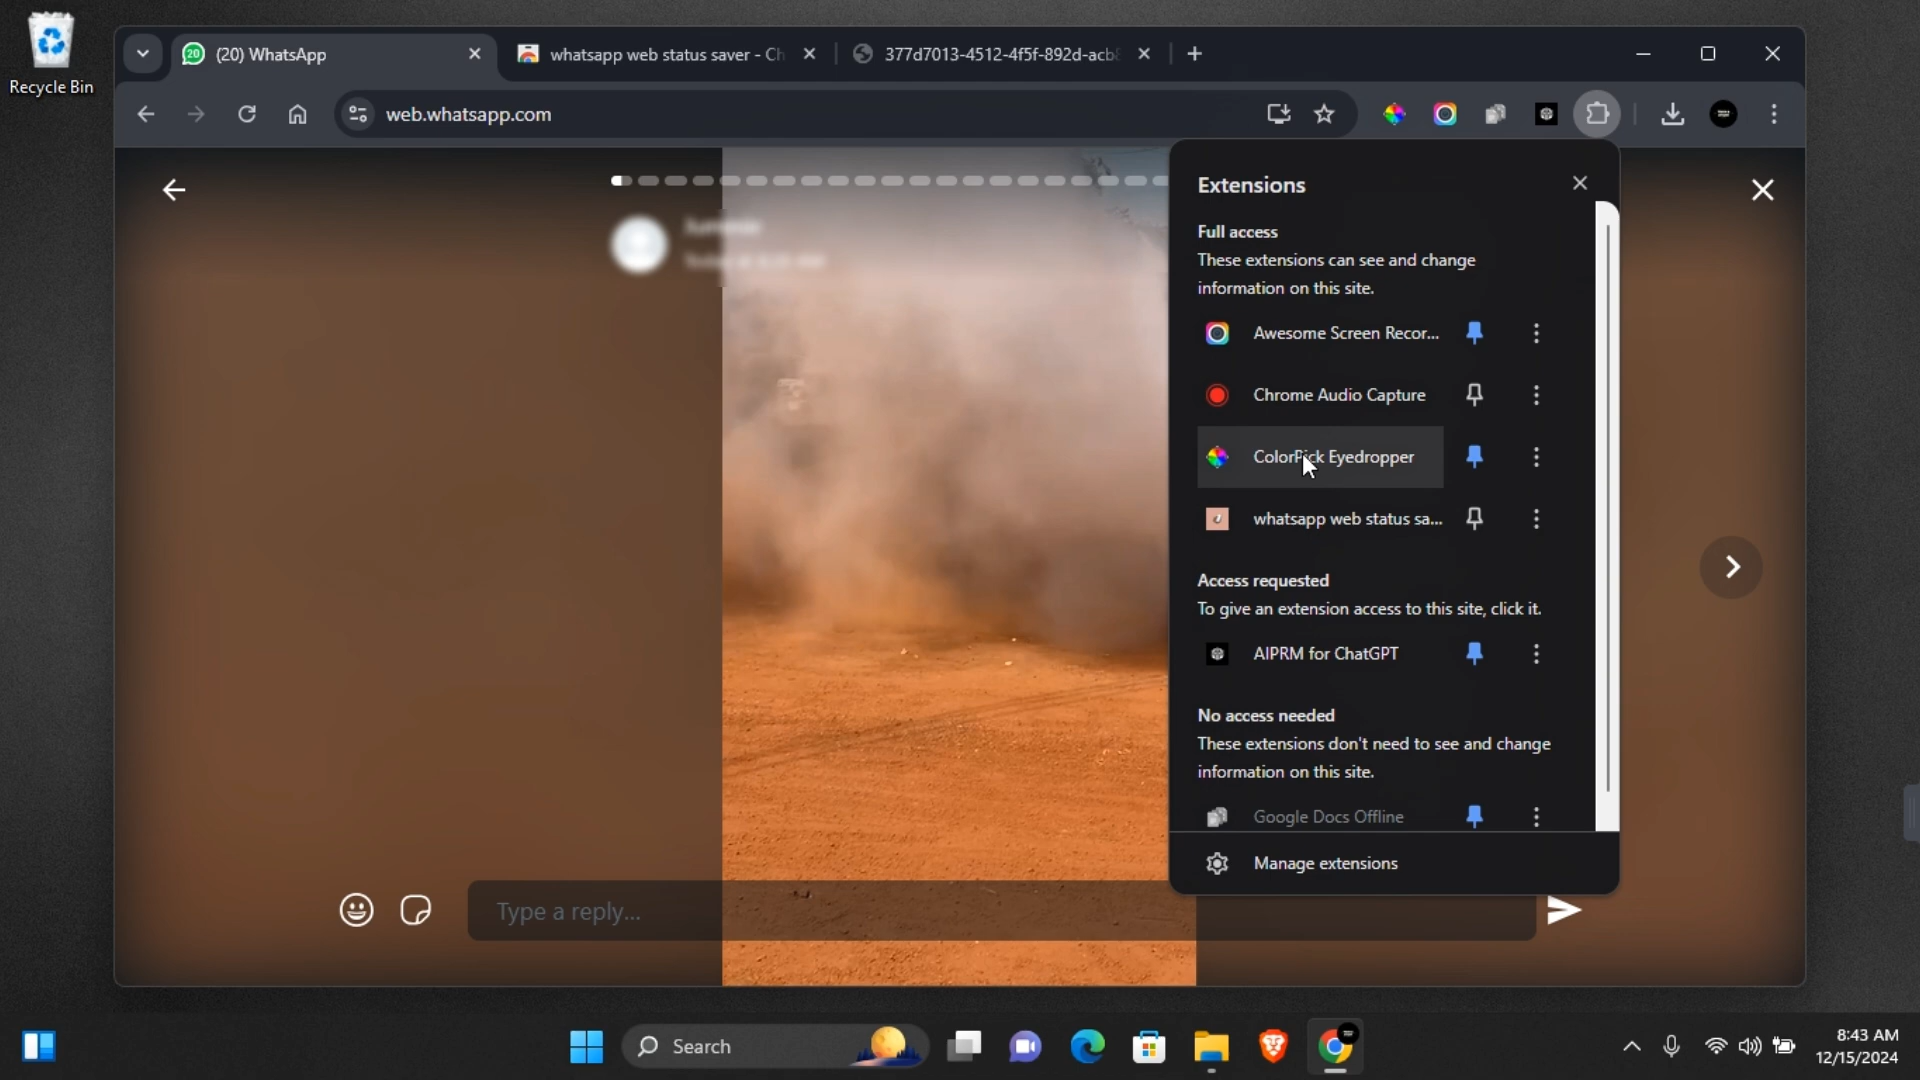 Recycle Bin
(20) WhatsApp
whatsapp web status saver - Ch
377d7013-4512-4f5f-892d-acb
web.whatsapp.com
Extensions
Full access
These extensions can see and change
information on this site.
Awesome Screen Recor...
Chrome Audio Capture
ColorPick Eyedropper
whatsapp web status sa...
Access requested
To give an extension access to this site, click it.
AIPRM for ChatGPT
No access needed
These extensions don't need to see and change
information on this site.
Google Docs Offline
Manage extensions
Type a reply...
Search
8:43 AM
12/15/2024